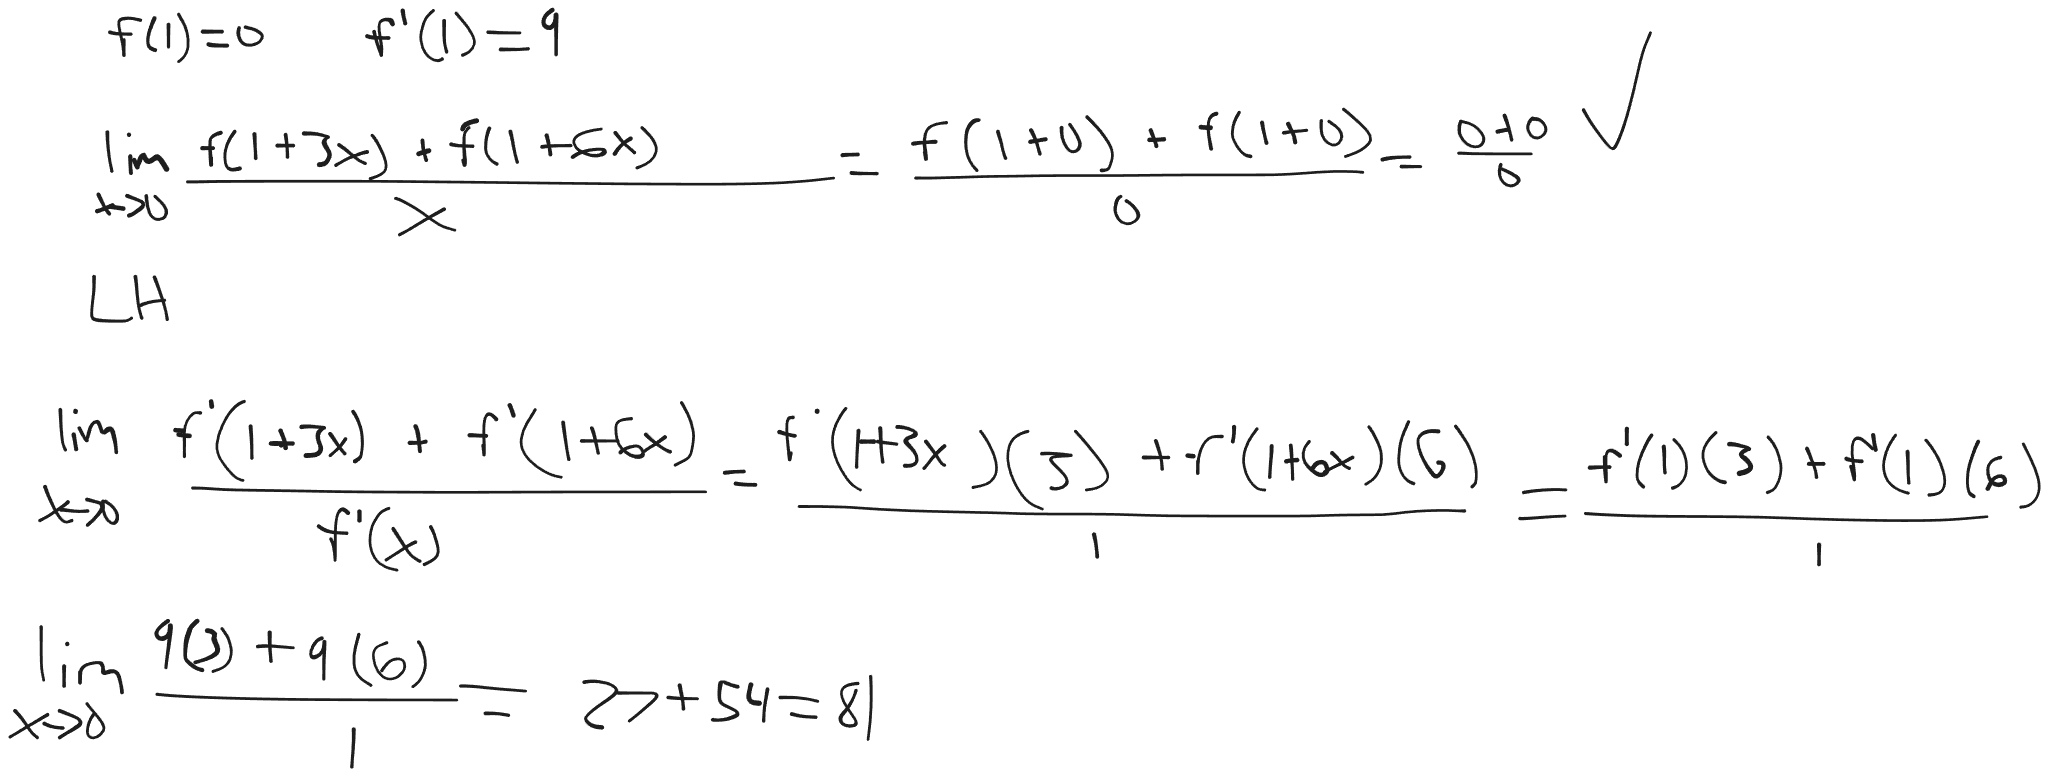 f(1)=0 f'(1)=9
lim x→0 (f(1+3x) + f(1+6x))/x = (f(1+0) + f(1+0))/0 = (0+0)/0 ✓
LH
lim x→0 (f'(1+3x) + f'(1+6x))/f'(x) = (f'(1+3x)(3) + f'(1+6x)(6))/1 = (f'(1)(3) + f'(1)(6))/1
lim x→0 (9(3) + 9(6))/1 = 27+54=81